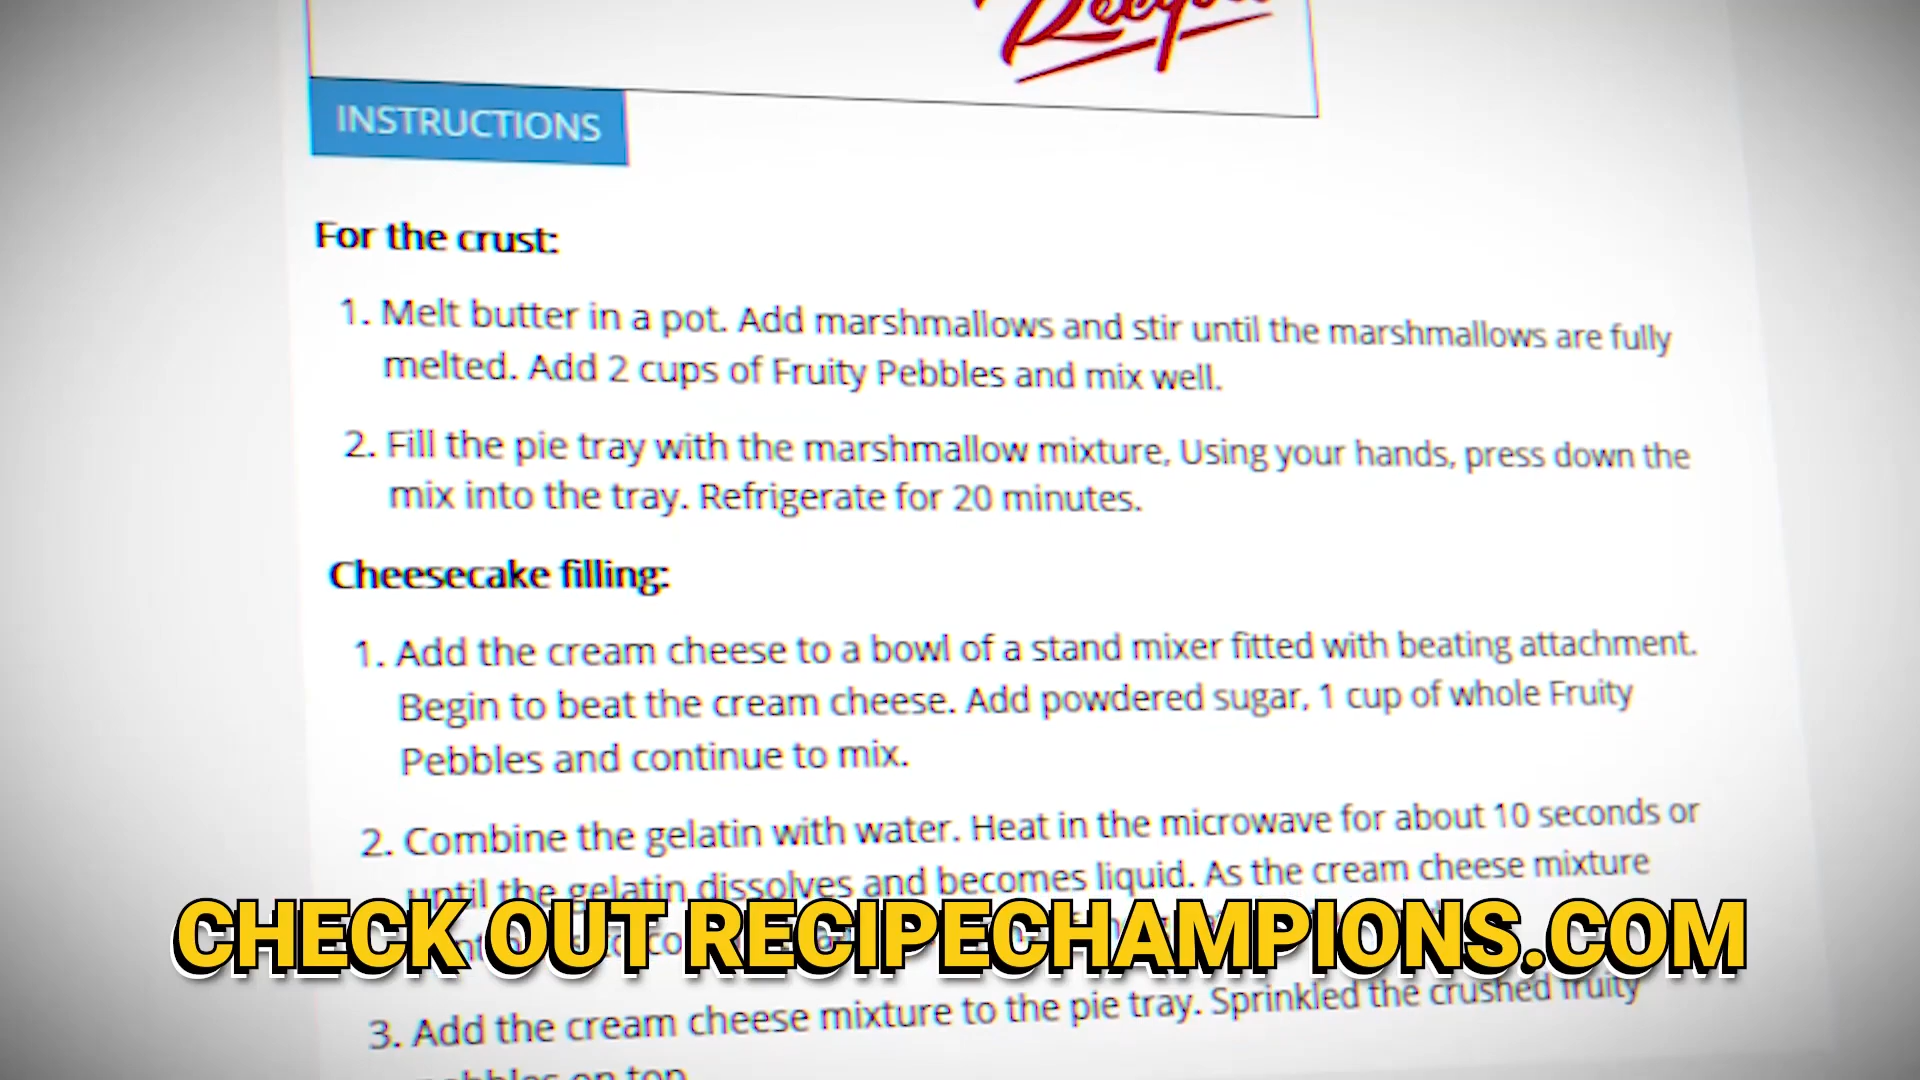 INSTRUCTIONS
For the crust:
1. Melt butter in a pot. Add marshmallows and stir until the marshmallows are fully
melted. Add 2 cups of Fruity Pebbles and mix well.
2. Fill the pie tray with the marshmallow mixture, Using your hands, press down the
mix into the tray. Refrigerate for 20 minutes.
Cheesecake filling:
1. Add the cream cheese to a bowl of a stand mixer fitted with beating attachment.
Begin to beat the cream cheese. Add powdered sugar, 1 cup of whole Fruity
Pebbles and continue to mix.
2. Combine the gelatin with water. Heat in the microwave for about 10 seconds or
until the gelatin dissolves and becomes liquid. As the cream cheese mixture
CHECK OUT RECIPECHAMPIONS.COM
3. Add the cream cheese mixture to the pie tray. Sprinkled the crushed fruity
pebbles on top